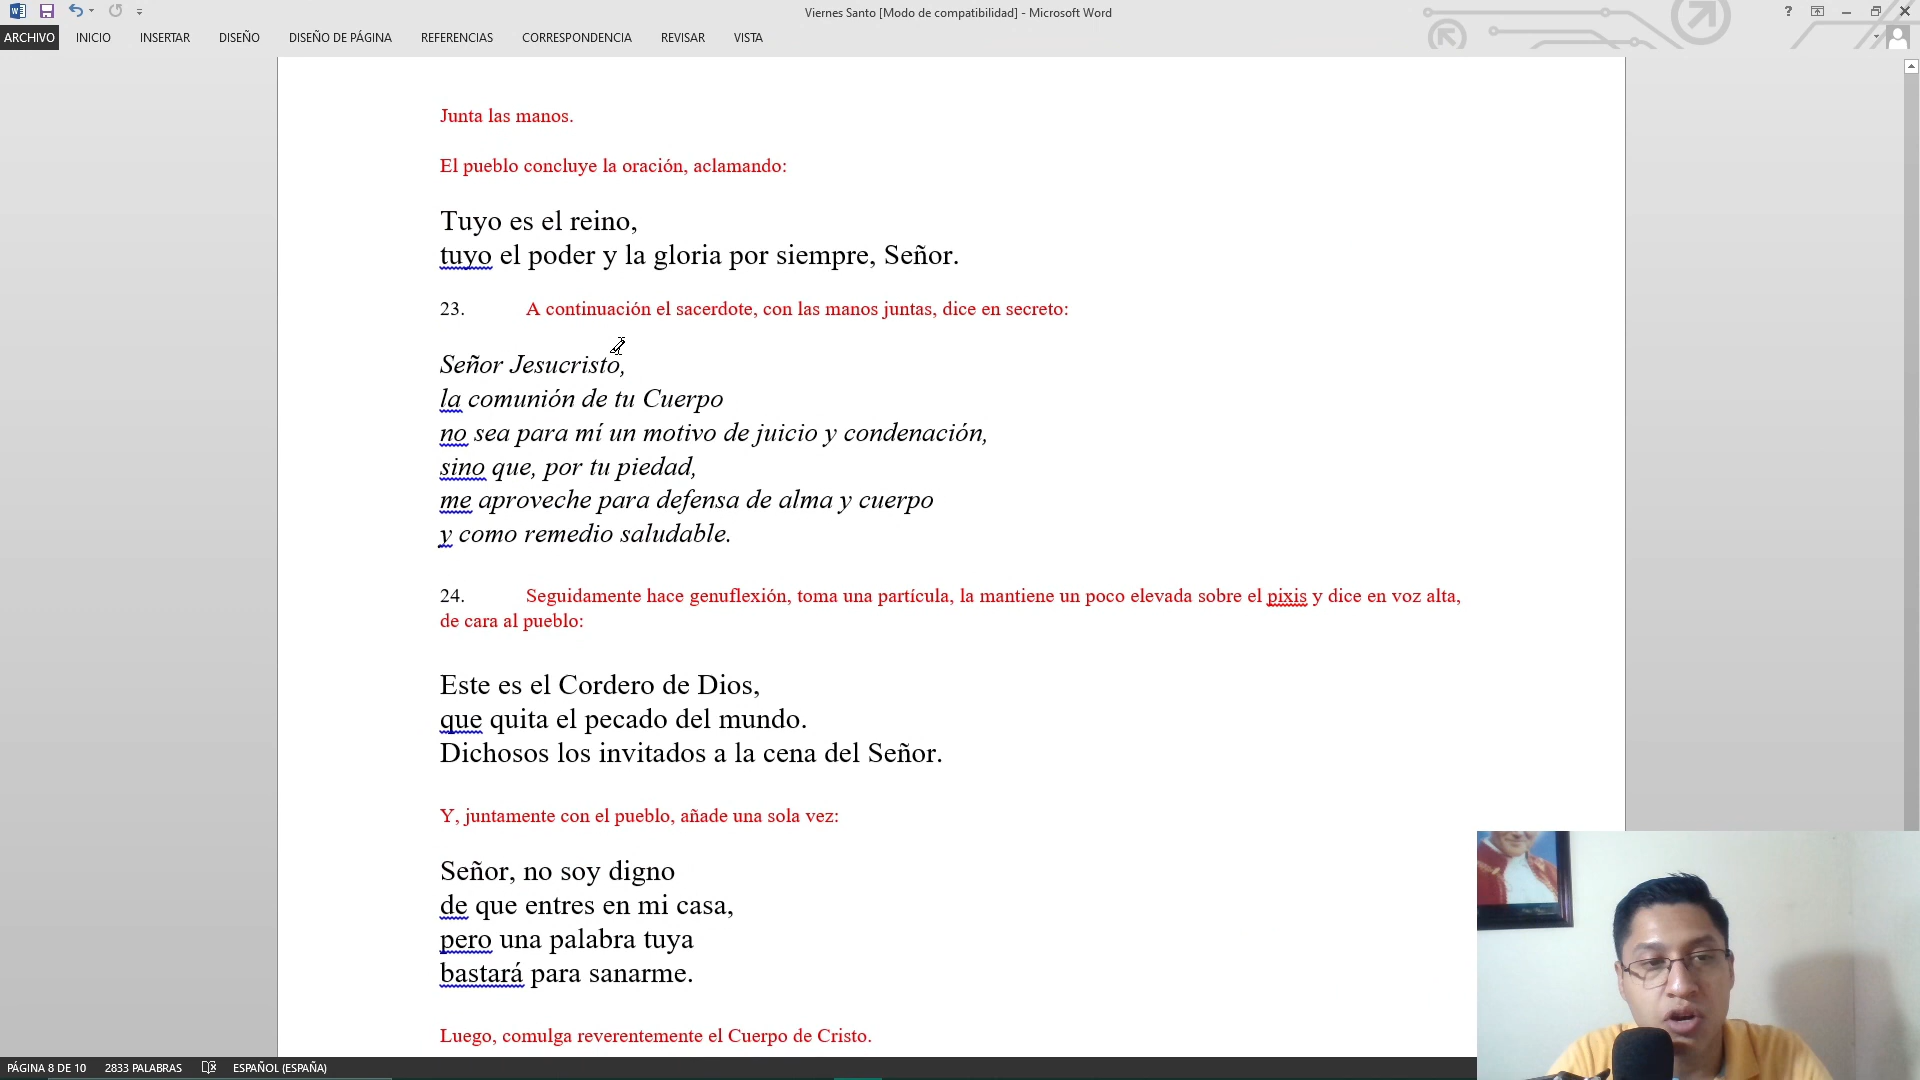 Viernes Santo [Modo de compatibilidad] - Microsoft Word
ARCHIVO INICIO INSERTAR DISEÑO DISEÑO DE PÁGINA REFERENCIAS CORRESPONDENCIA REVISAR VISTA
Junta las manos.
El pueblo concluye la oración, aclamando:
Tuyo es el reino,
tuyo el poder y la gloria por siempre, Señor.
23. A continuación el sacerdote, con las manos juntas, dice en secreto:
Señor Jesucristo,
la comunión de tu Cuerpo
no sea para mí un motivo de juicio y condenación,
sino que, por tu piedad,
me aproveche para defensa de alma y cuerpo
y como remedio saludable.
24. Seguidamente hace genuflexión, toma una partícula, la mantiene un poco elevada sobre el pixis y dice en voz alta,
de cara al pueblo:
Este es el Cordero de Dios,
que quita el pecado del mundo.
Dichosos los invitados a la cena del Señor.
Y, juntamente con el pueblo, añade una sola vez:
Señor, no soy digno
de que entres en mi casa,
pero una palabra tuya
bastará para sanarme.
Luego, comulga reverentemente el Cuerpo de Cristo.
PÁGINA 8 DE 10 2833 PALABRAS ESPAÑOL (ESPAÑA)